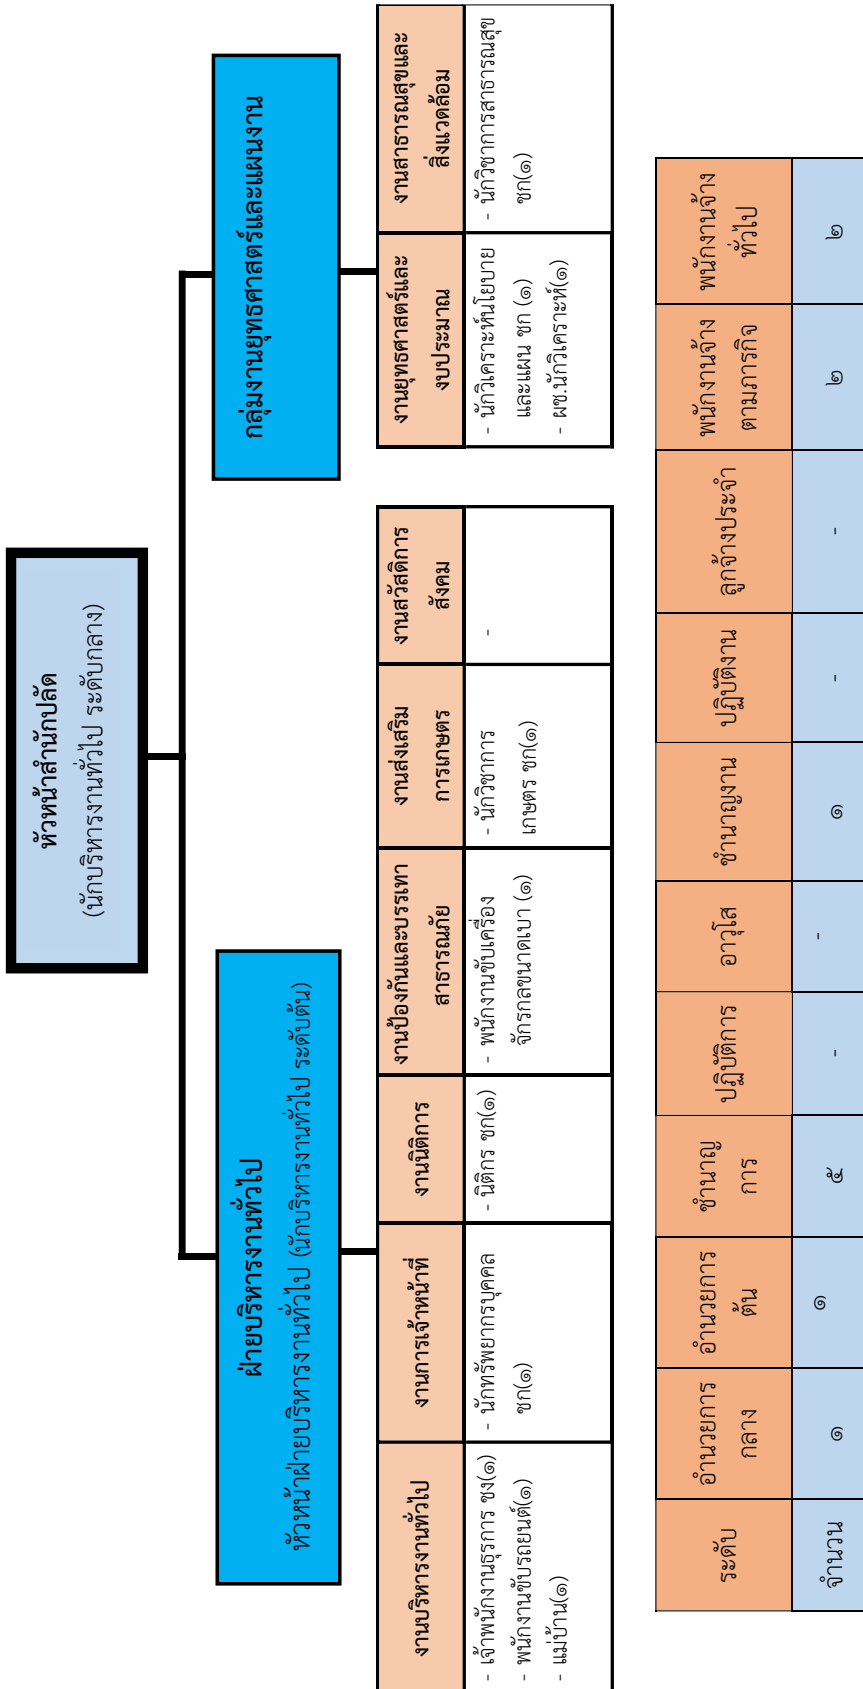 หัวหน้าสำนักปลัด
(นักบริหารงานทั่วไป ระดับกลาง)
ฝ่ายบริหารงานทั่วไป
หัวหน้าฝ่ายบริหารงานทั่วไป (นักบริหารงานทั่วไป ระดับต้น)
กลุ่มงานยุทธศาสตร์และแผนงาน
งานบริหารงานทั่วไป
- เจ้าพนักงานธุรการ ชง(๑)
- พนักงานขับรถยนต์(๑)
- แม่บ้าน(๑)
งานการเจ้าหน้าที่
- นักทรัพยากรบุคคล
ชก(๑)
งานนิติการ
- นิติกร ชก(๑)
งานป้องกันและบรรเทา
สาธารณภัย
- พนักงานขับเครื่อง
จักรกลขนาดเบา (๑)
งานส่งเสริม
การเกษตร
- นักวิชาการ
เกษตร ชก(๑)
งานสวัสดิการ
สังคม
-
งานยุทธศาสตร์และ
งบประมาณ
- นักวิเคราะห์นโยบาย
และแผน ชก (๑)
- ผช.นักวิเคราะห์(๑)
งานสาธารณสุขและ
สิ่งแวดล้อม
- นักวิชาการสาธารณสุข
ชก(๑)
ระดับ
อำนวยการ
กลาง
อำนวยการ
ต้น
ชำนาญ
การ
ปฏิบัติการ
อาวุโส
ชำนาญงาน
ปฏิบัติงาน
ลูกจ้างประจำ
พนักงานจ้าง
ตามภารกิจ
พนักงานจ้าง
ทั่วไป
จำนวน
๑
๑
๕
-
-
๑
-
-
๒
๒